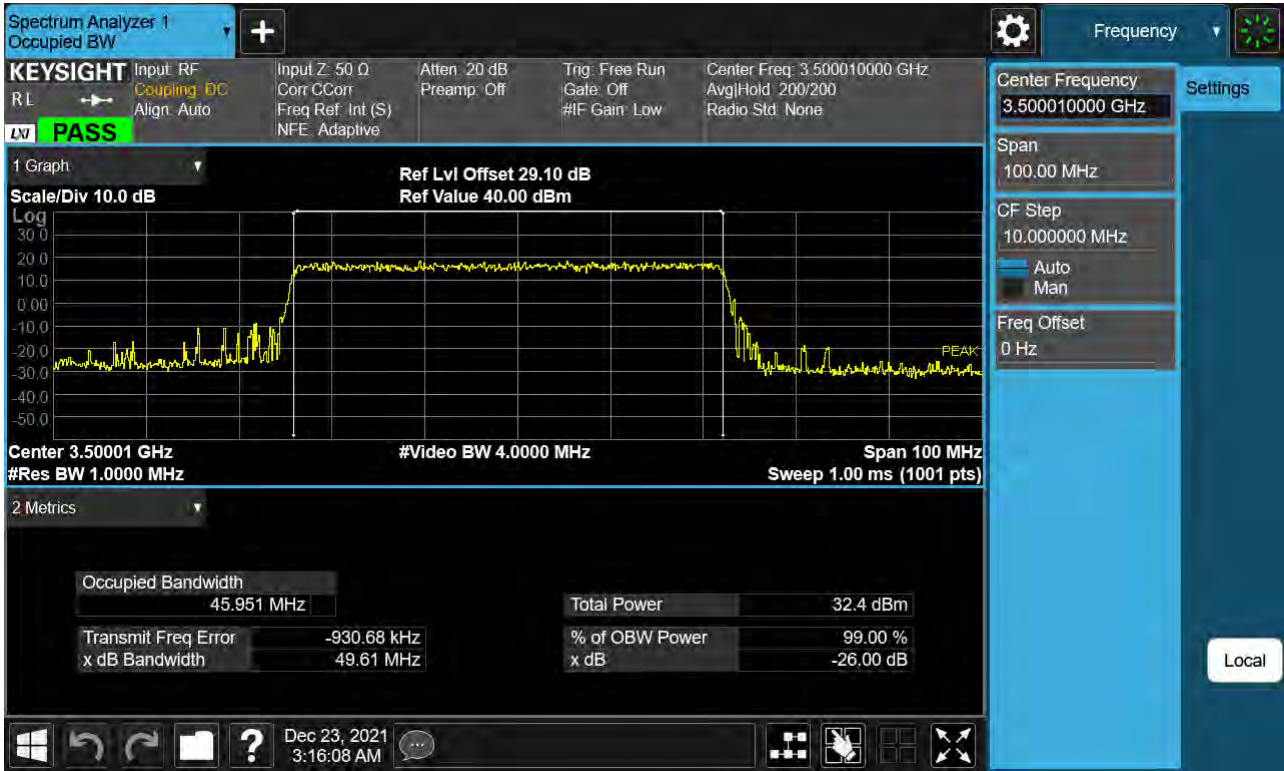 Spectrum Analyzer 1
Occupied BW
+
Frequency
KEYSIGHT
RL
LXI PASS
Input: RF
Coupling: DC
Align: Auto
Input Z: 50 Ω
Corr CCorr
Freq Ref: Int (S)
NFE: Adaptive
Atten: 20 dB
Preamp: Off
Trig: Free Run
Gate: Off
#IF Gain: Low
Center Freq: 3.500010000 GHz
Avg|Hold: 200/200
Radio Std: None
Center Frequency
3.500010000 GHz
Settings
Span
100.00 MHz
CF Step
10.000000 MHz
Auto
Man
Freq Offset
0 Hz
1 Graph
Scale/Div 10.0 dB
Ref Lvl Offset 29.10 dB
Ref Value 40.00 dBm
Log
30.0
20.0
10.0
0.00
-10.0
-20.0
-30.0
-40.0
-50.0
PEAK
Center 3.50001 GHz
#Res BW 1.0000 MHz
#Video BW 4.0000 MHz
Span 100 MHz
Sweep 1.00 ms (1001 pts)
2 Metrics
Occupied Bandwidth
45.951 MHz
Transmit Freq Error -930.68 kHz
x dB Bandwidth 49.61 MHz
Total Power 32.4 dBm
% of OBW Power 99.00 %
x dB -26.00 dB
Local
?
Dec 23, 2021
3:16:08 AM